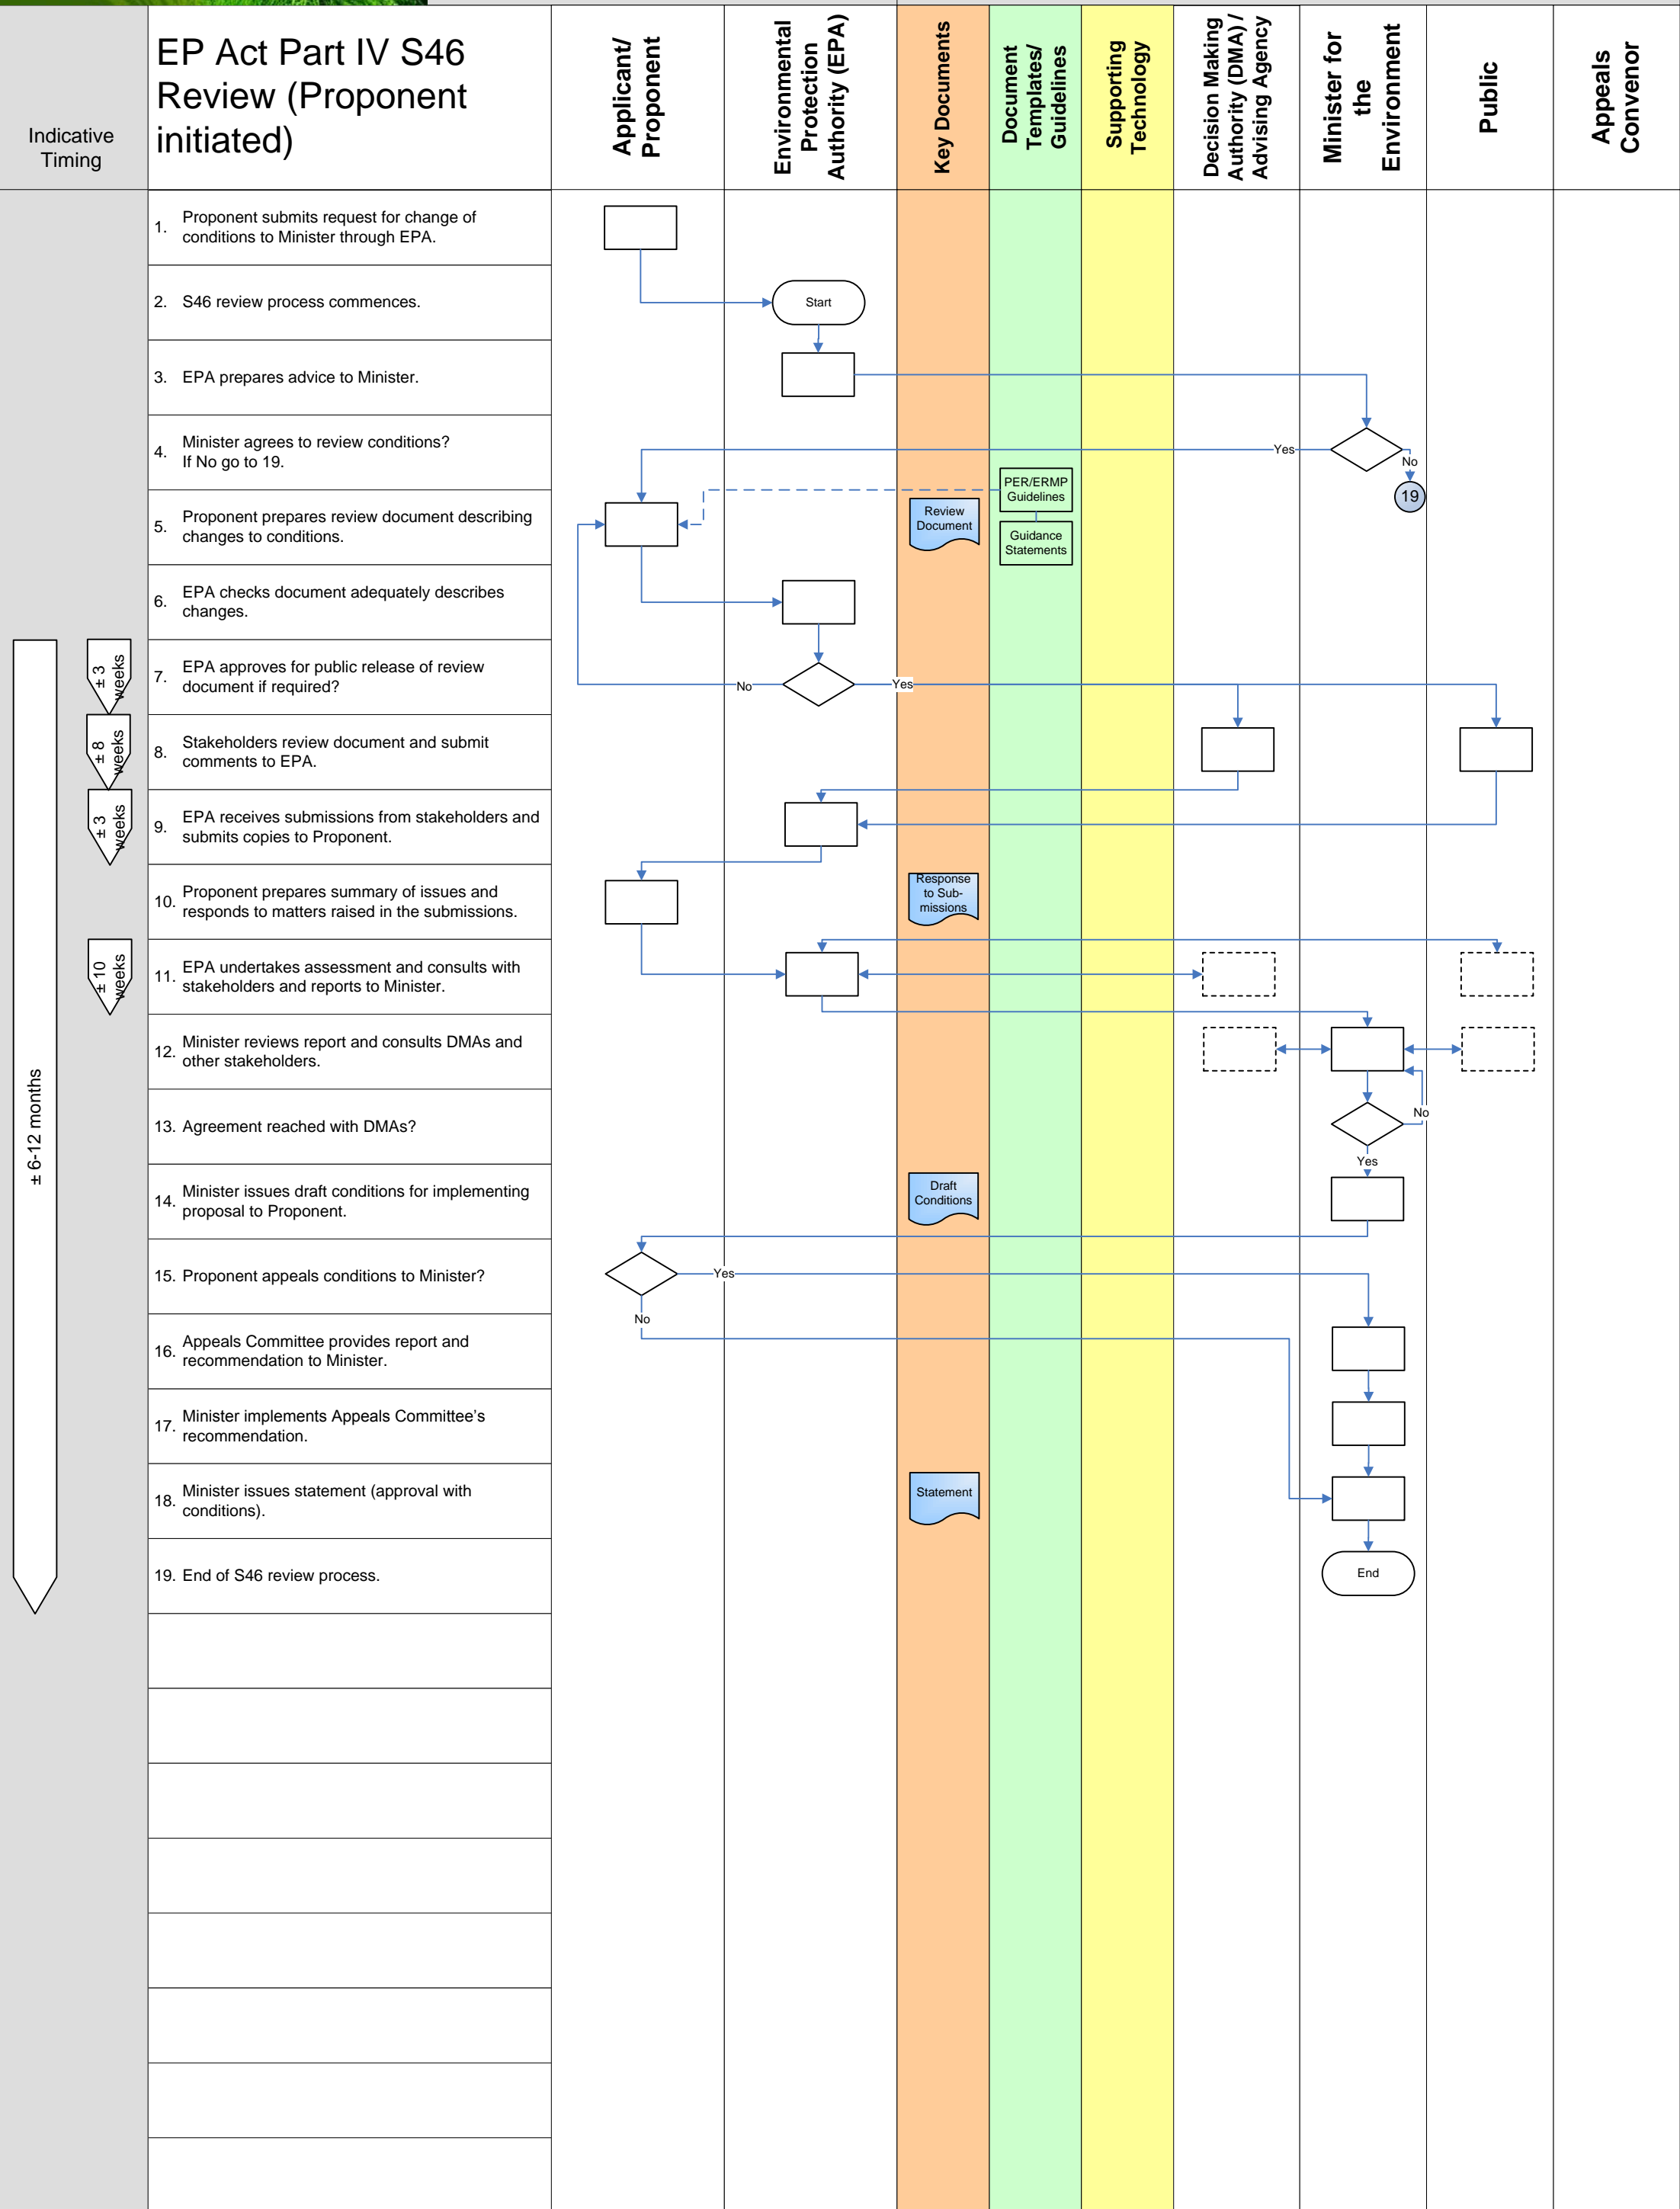 Indicative
Timing
EP Act Part IV S46
Review (Proponent
initiated)
Applicant/
Proponent
Environmental
Protection
Authority (EPA)
Key Documents
Document
Templates/
Guidelines
Supporting
Technology
Decision Making
Authority (DMA) /
Advising Agency
Minister for
the
Environment
Public
Appeals
Convenor
1. Proponent submits request for change of
conditions to Minister through EPA.
2. S46 review process commences.
Start
3. EPA prepares advice to Minister.
4. Minister agrees to review conditions?
If No go to 19.
Yes
No
19
PER/ERMP
Guidelines
5. Proponent prepares review document describing
changes to conditions.
Review
Document
Guidance
Statements
6. EPA checks document adequately describes
changes.
± 3
weeks
7. EPA approves for public release of review
document if required?
No
Yes
± 8
weeks
8. Stakeholders review document and submit
comments to EPA.
± 3
weeks
9. EPA receives submissions from stakeholders and
submits copies to Proponent.
10. Proponent prepares summary of issues and
responds to matters raised in the submissions.
Response
to Sub-
missions
± 10
weeks
11. EPA undertakes assessment and consults with
stakeholders and reports to Minister.
12. Minister reviews report and consults DMAs and
other stakeholders.
± 6-12 months
13. Agreement reached with DMAs?
No
Yes
14. Minister issues draft conditions for implementing
proposal to Proponent.
Draft
Conditions
15. Proponent appeals conditions to Minister?
Yes
No
16. Appeals Committee provides report and
recommendation to Minister.
17. Minister implements Appeals Committee's
recommendation.
18. Minister issues statement (approval with
conditions).
Statement
19. End of S46 review process.
End